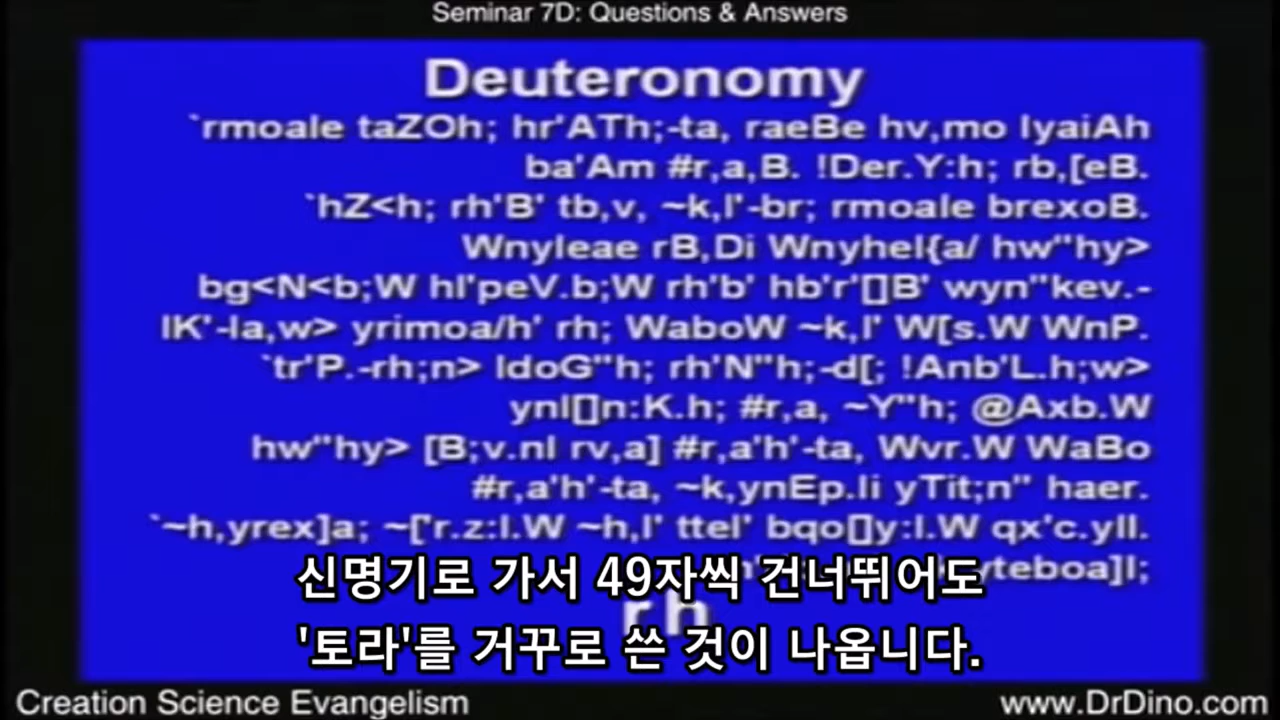 Seminar 7D: Questions & Answers
Deuteronomy
`rmoale taZOh; hr'ATh;-ta, raeBe hv,mo lyaiAh
ba'Am #r,a,B. !Der.Y:h; rb,[eB.
`hZ<h; rh'B' tb,v, ~k,l'-br; rmoale brexoB.
Wnyleae rB,Di Wnyhel{a/ hw"hy>
bg<N<b;W hl'peV.b;W rh'b' hb'r'[]B' wyn"kev.-
lK'-la,w> yrimoa/h' rh; WaboW ~k,l' W[s.W WnP.
`tr'P.-rh;n> ldoG"h; rh'N"h;-d[; !Anb'L.h;w>
ynI[]n:K.h; #r,a, ~Y"h; @Axb.W
hw"hy> [B;v.nI rv,a] #r,a'h'-ta, Wvr.W WaBo
#r,a'h'-ta, ~k,ynEp.li yTit;n" haer.
`~h,yrex]a; ~['r.z:l.W ~h,l' ttel' bqo[]y:l.W qx'c.yIl.
yteboa]l;
rh
신명기로 가서 49자씩 건너뛰어도
'토라'를 거꾸로 쓴 것이 나옵니다.
Creation Science Evangelism
www.DrDino.com